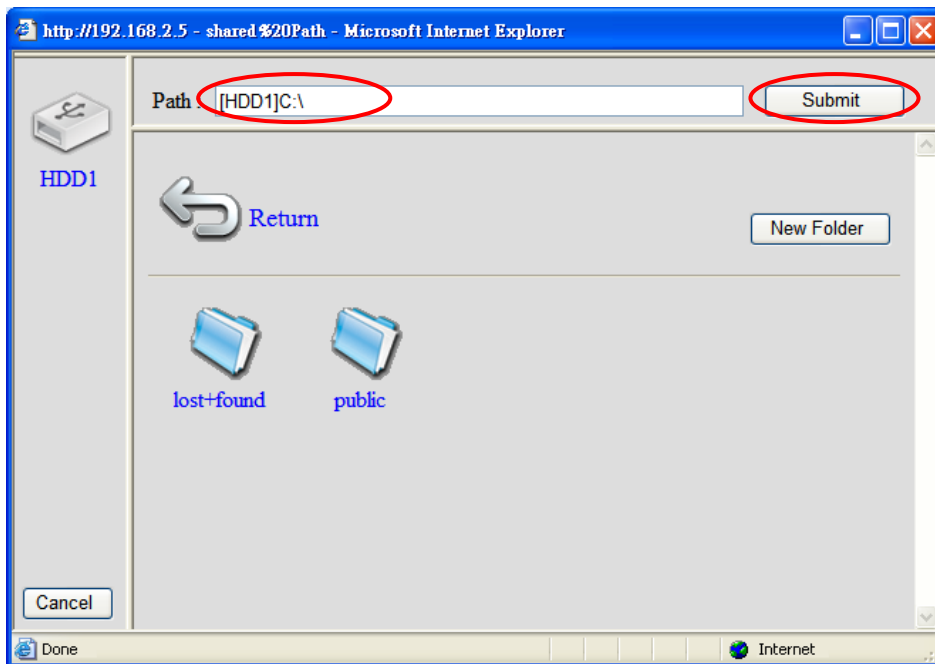 http://192.168.2.5 - shared%20Path - Microsoft Internet Explorer
Path : [HDD1]C:\ Submit
HDD1
Return
New Folder
lost+found public
Cancel
Done Internet